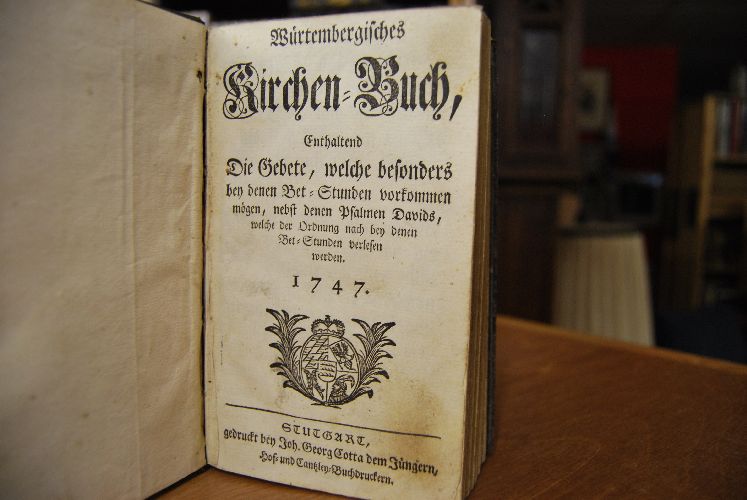 Würtembergisches
Kirchen-Buch,
Enthaltend
Die Gebete, welche besonders
bey denen Bet-Stunden vorkommen
mögen, nebst denen Psalmen Davids,
welche der Ordnung nach bey denen
Bet-Stunden verlesen
werden.
1747.
STUTGART,
gedruckt bey Joh. Georg Cotta dem Jüngern,
Hof- und Cantzley-Buchdruckern.